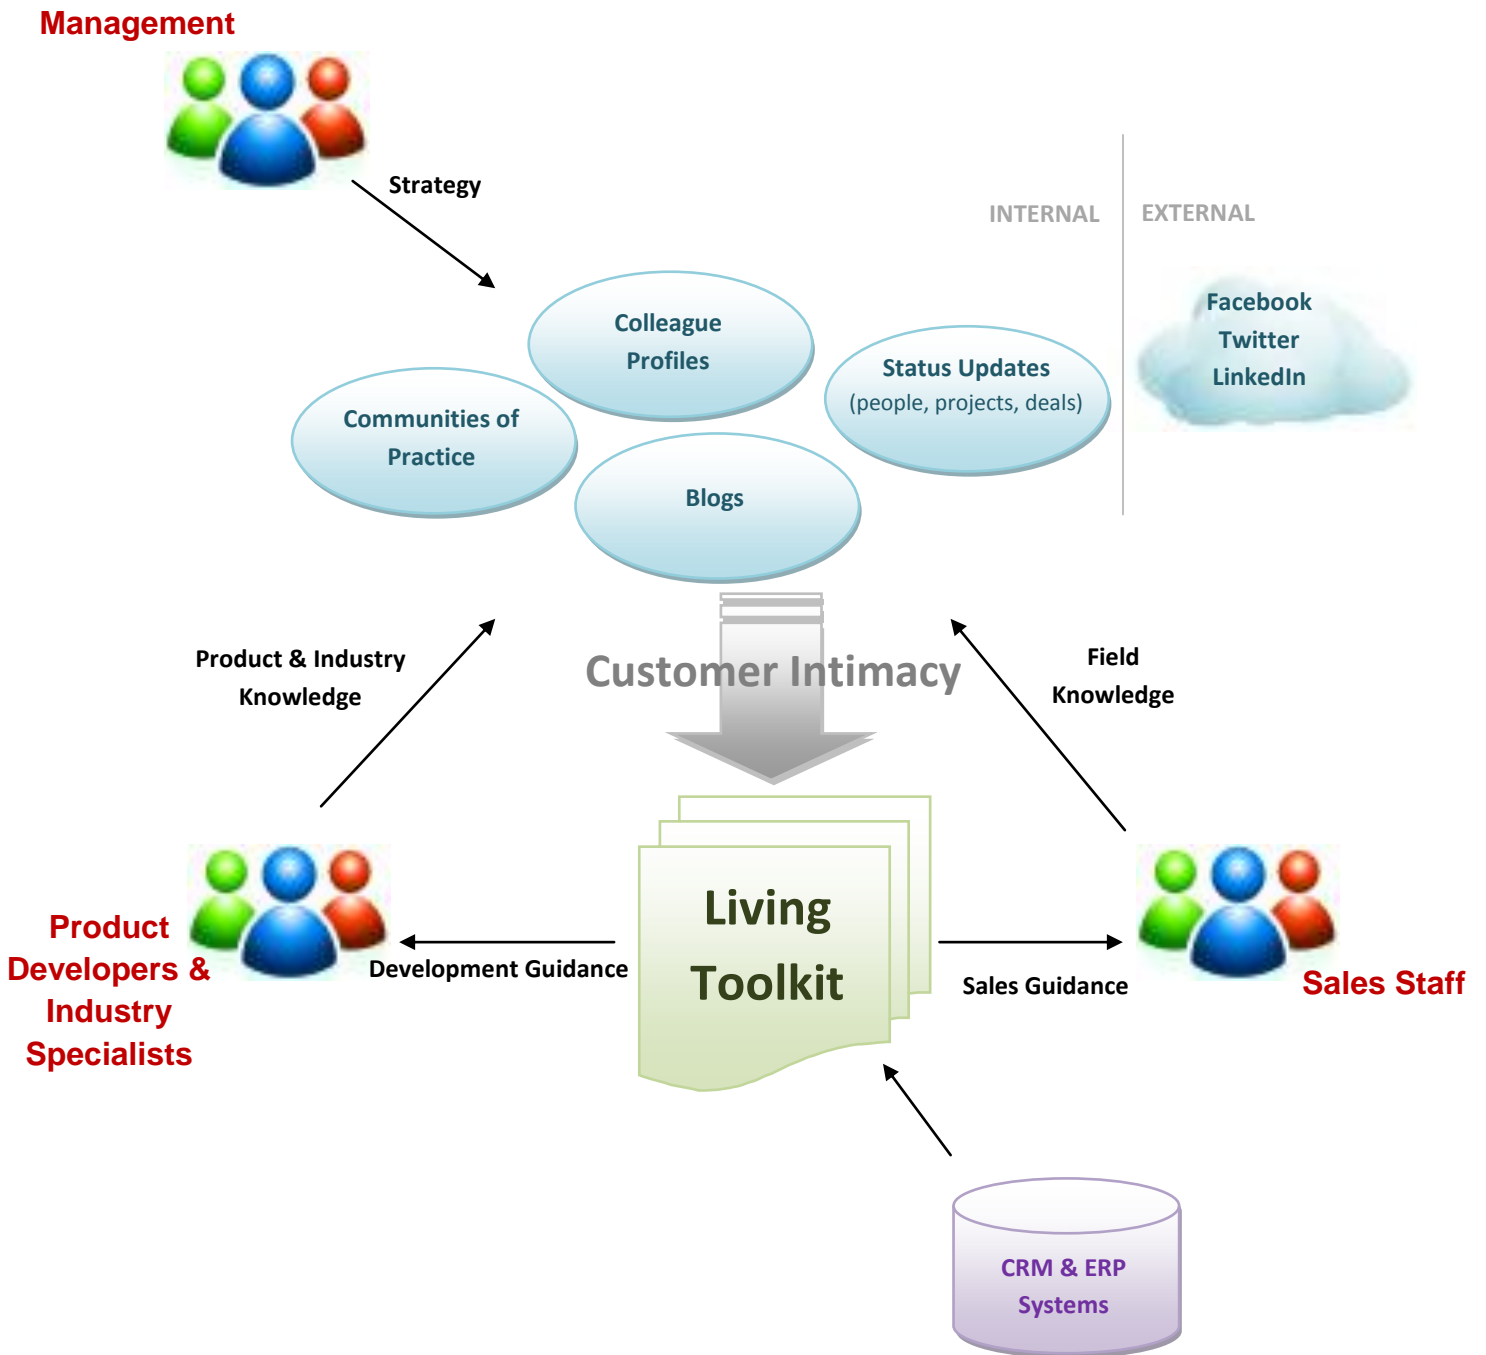 Management
Strategy
INTERNAL
EXTERNAL
Facebook
Twitter
LinkedIn
Colleague
Profiles
Status Updates
(people, projects, deals)
Communities of
Practice
Blogs
Product & Industry
Knowledge
Customer Intimacy
Field
Knowledge
Living
Toolkit
Product
Developers &
Industry
Specialists
Development Guidance
Sales Guidance
Sales Staff
CRM & ERP
Systems